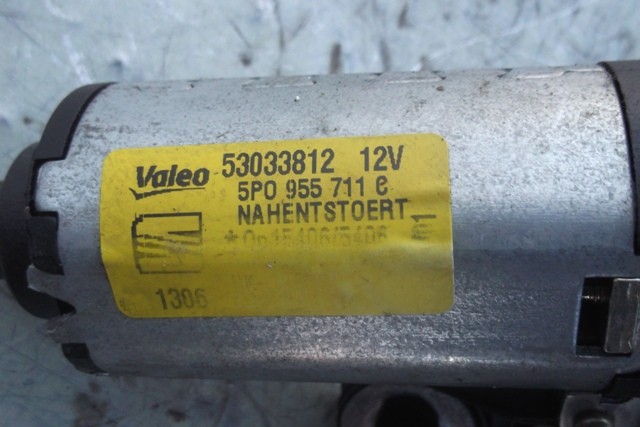 Valeo 53033812 12V
5P0 955 711 C
NAHENTSTOERT
1306